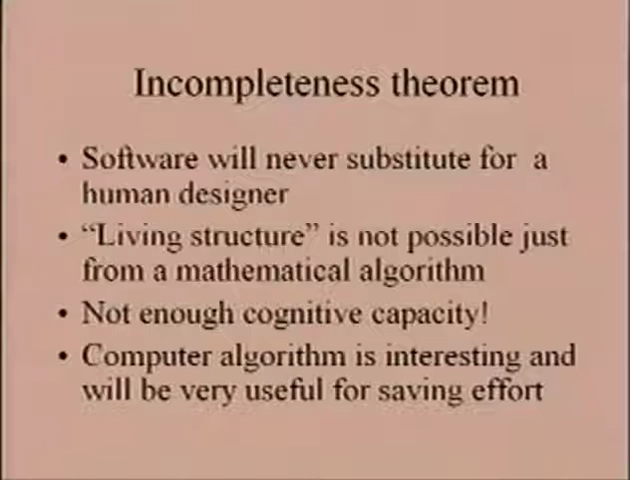 Incompleteness theorem
• Software will never substitute for a
human designer
• “Living structure” is not possible just
from a mathematical algorithm
• Not enough cognitive capacity!
• Computer algorithm is interesting and
will be very useful for saving effort